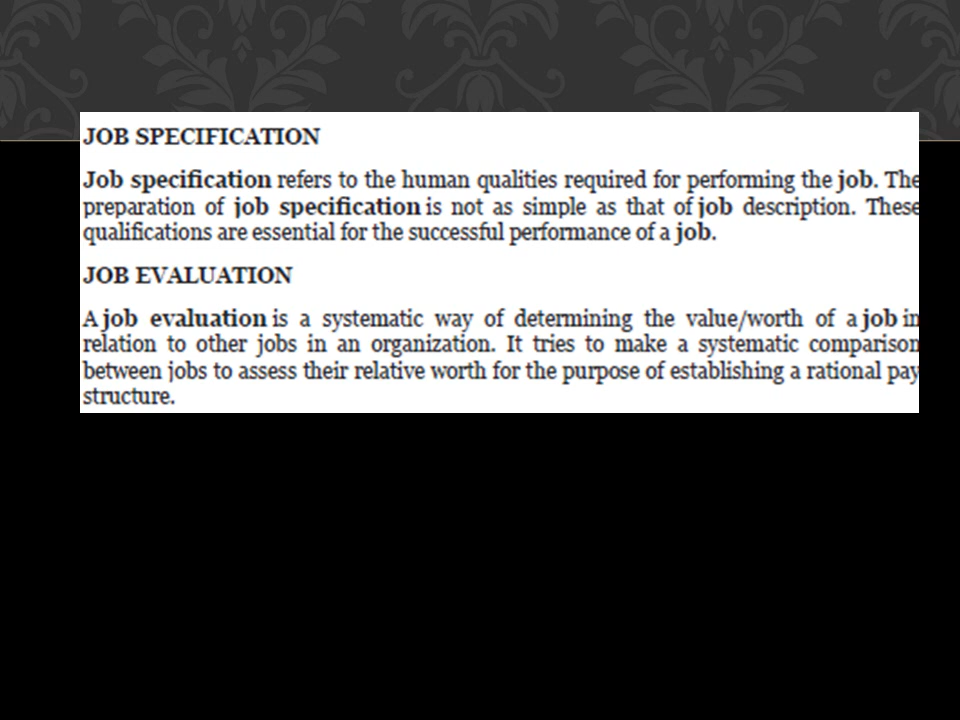 JOB SPECIFICATION
Job specification refers to the human qualities required for performing the job. The
preparation of job specification is not as simple as that of job description. These
qualifications are essential for the successful performance of a job.
JOB EVALUATION
A job evaluation is a systematic way of determining the value/worth of a job in
relation to other jobs in an organization. It tries to make a systematic comparison
between jobs to assess their relative worth for the purpose of establishing a rational pay
structure.